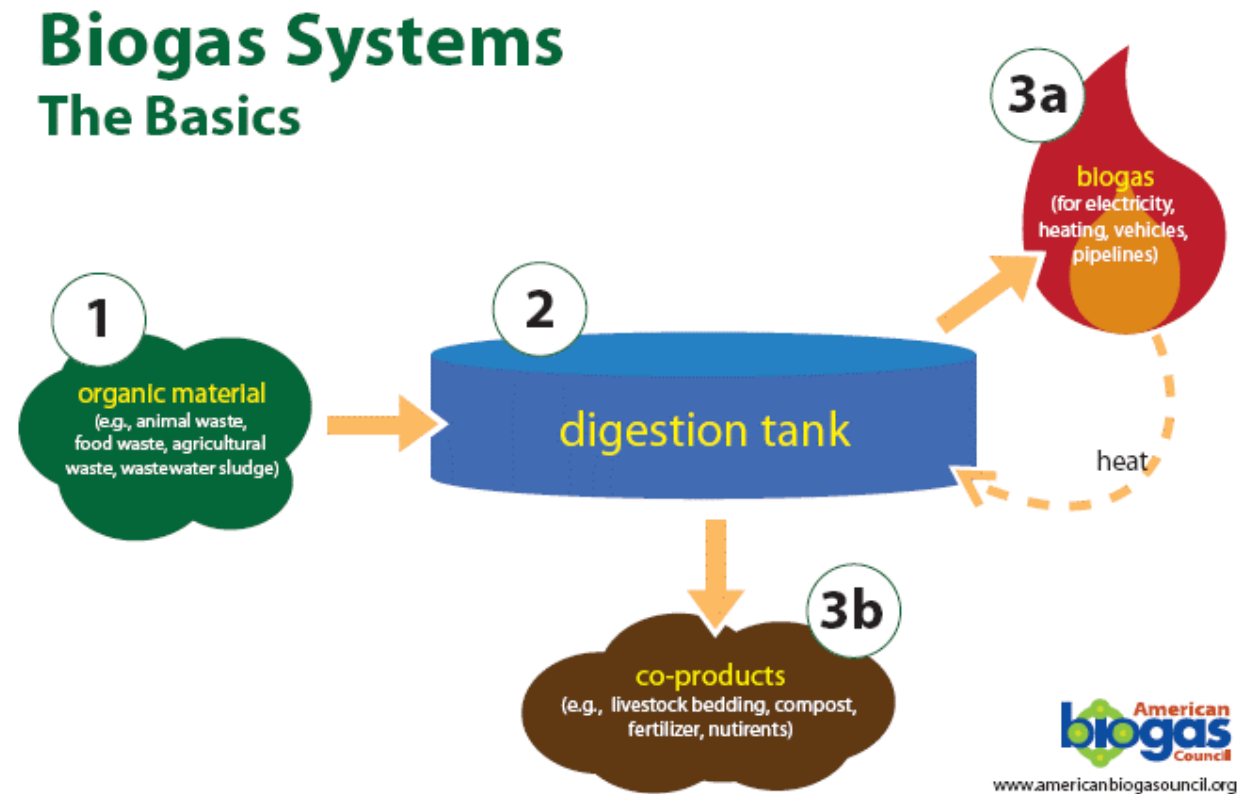 Biogas Systems
The Basics
1
organic material
(e.g., animal waste,
food waste, agricultural
waste, wastewater sludge)
2
digestion tank
3a
biogas
(for electricity,
heating, vehicles,
pipelines)
heat
3b
co-products
(e.g., livestock bedding, compost,
fertilizer, nutirents)
American
biogas
Council
www.americanbiogasouncil.org